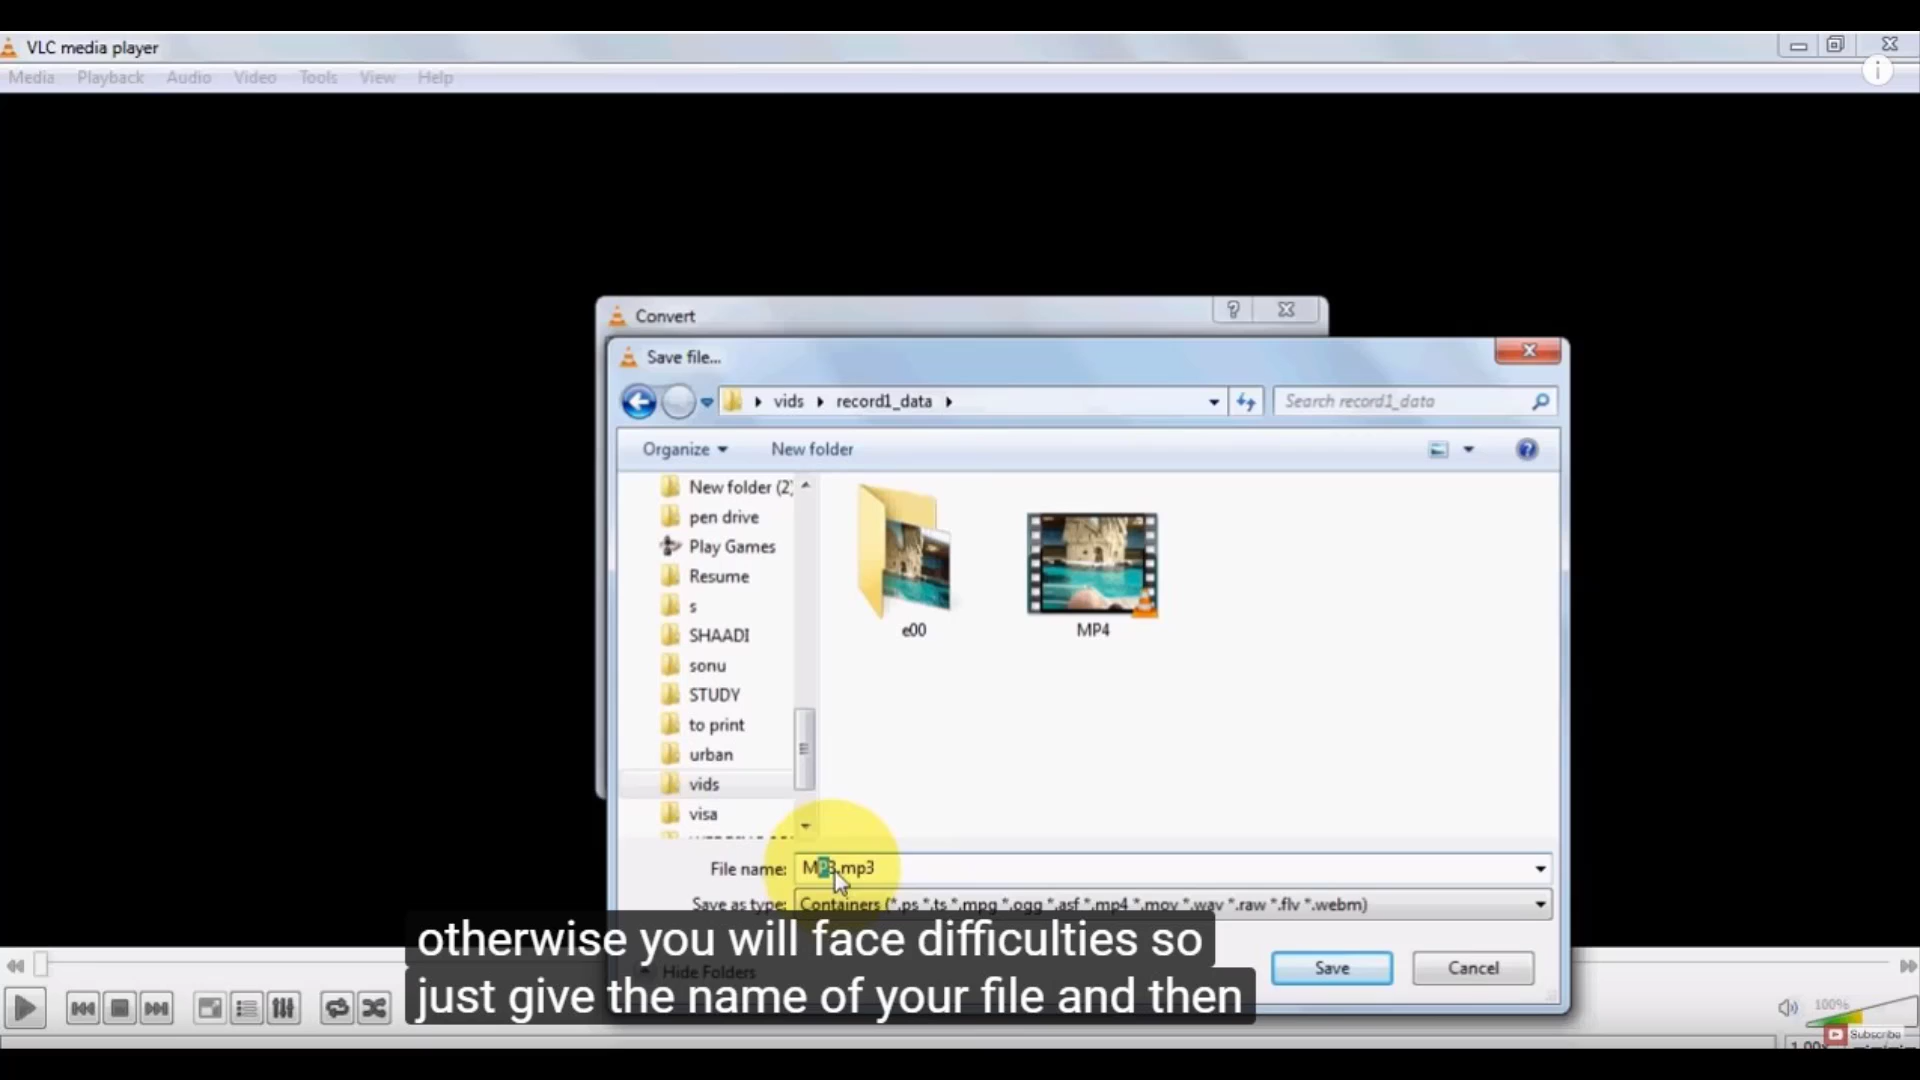 VLC media player
Media Playback Audio Video Tools View Help
i
Convert
Save file...
vids record1_data
Search record1_data
Organize New folder
New folder (2)
pen drive
Play Games
Resume
s
SHAADI
sonu
STUDY
to print
urban
vids
visa
e00
MP4
File name: MP3.mp3
Save as type: Containers (*.ps *.ts *.mpg *.ogg *.asf *.mp4 *.mov *.wav *.raw *.flv *.webm)
otherwise you will face difficulties so
Hide Folders
just give the name of your file and then
Save Cancel
100%
Subscribe